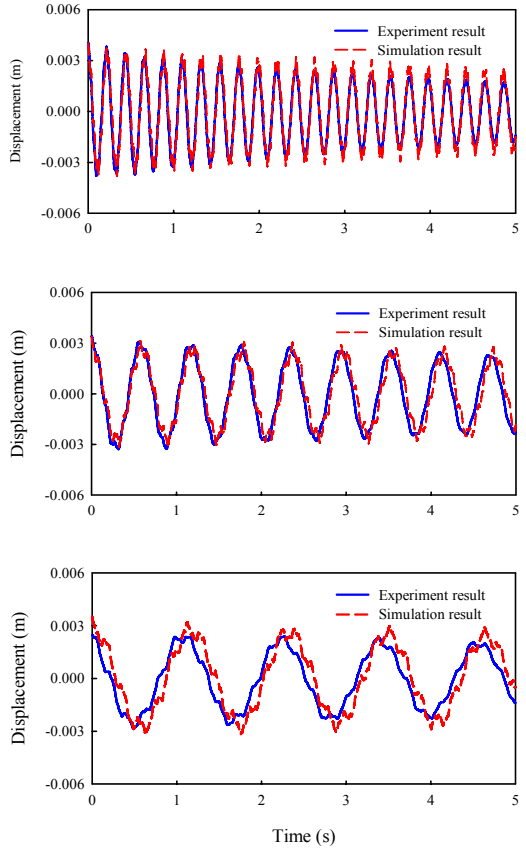 0.006
Experiment result
Simulation result
0.003
Displacement (m)
0.000
-0.003
-0.006
0 1 2 3 4 5
0.006
Experiment result
Simulation result
0.003
Displacement (m)
0.000
-0.003
-0.006
0 1 2 3 4 5
0.006
Experiment result
Simulation result
0.003
Displacement (m)
0.000
-0.003
-0.006
0 1 2 3 4 5
Time (s)